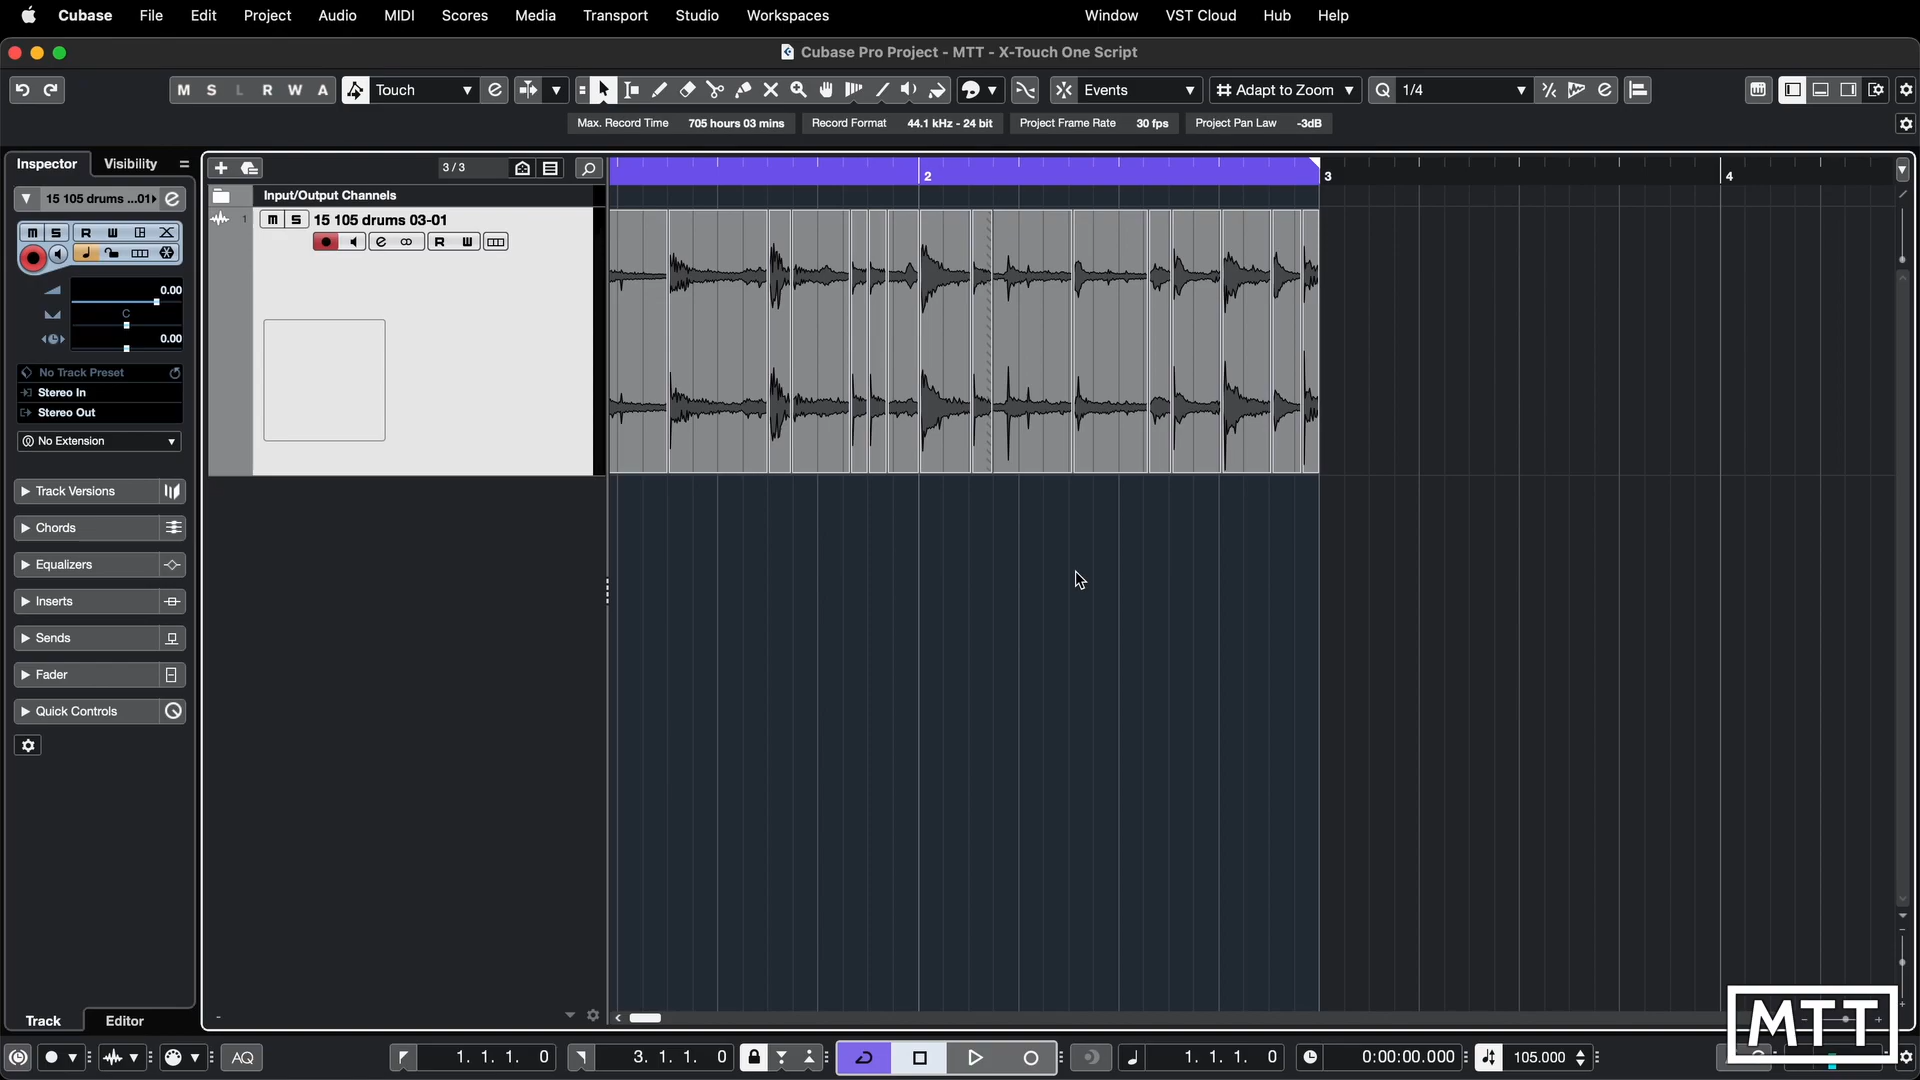 Cubase File Edit Project Audio MIDI Scores Media Transport Studio Workspaces Window VST Cloud Hub Help
Cubase Pro Project - MTT - X-Touch One Script
M S L R W A Touch Events Adapt to Zoom 1/4
Max. Record Time 705 hours 03 mins Record Format 44.1 kHz - 24 bit Project Frame Rate 30 fps Project Pan Law -3dB
Inspector Visibility
3 / 3
2 3 4
15 105 drums ...01
Input/Output Channels
1 M S 15 105 drums 03-01
R W
M S R W
0.00
C
0.00
No Track Preset
Stereo In
Stereo Out
No Extension
Track Versions
Chords
Equalizers
Inserts
Sends
Fader
Quick Controls
Track Editor
MTT
AQ 1. 1. 1. 0 3. 1. 1. 0 1. 1. 1. 0 0:00:00.000 105.000